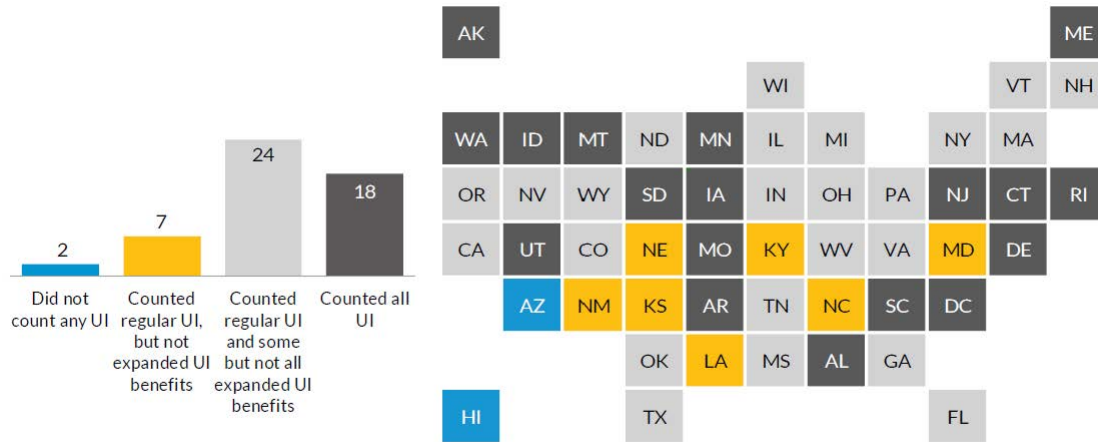 2
7
24
18
Did not
count any UI
Counted
regular UI,
but not
expanded UI
benefits
Counted
regular UI
and some
but not all
expanded UI
benefits
Counted all
UI
AK ME
WI VT NH
WA ID MT ND MN IL MI NY MA
OR NV WY SD IA IN OH PA NJ CT RI
CA UT CO NE MO KY WV VA MD DE
AZ NM KS AR TN NC SC DC
OK LA MS AL GA
HI TX FL